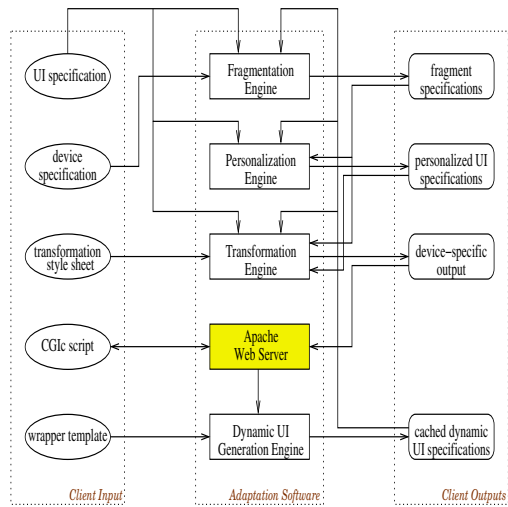 UI specification
Fragmentation
Engine
fragment
specifications
device
specification
Personalization
Engine
personalized UI
specifications
transformation
style sheet
Transformation
Engine
device-specific
output
CGIc script
Apache
Web Server
wrapper template
Dynamic UI
Generation Engine
cached dynamic
UI specifications
Client Input
Adaptation Software
Client Outputs